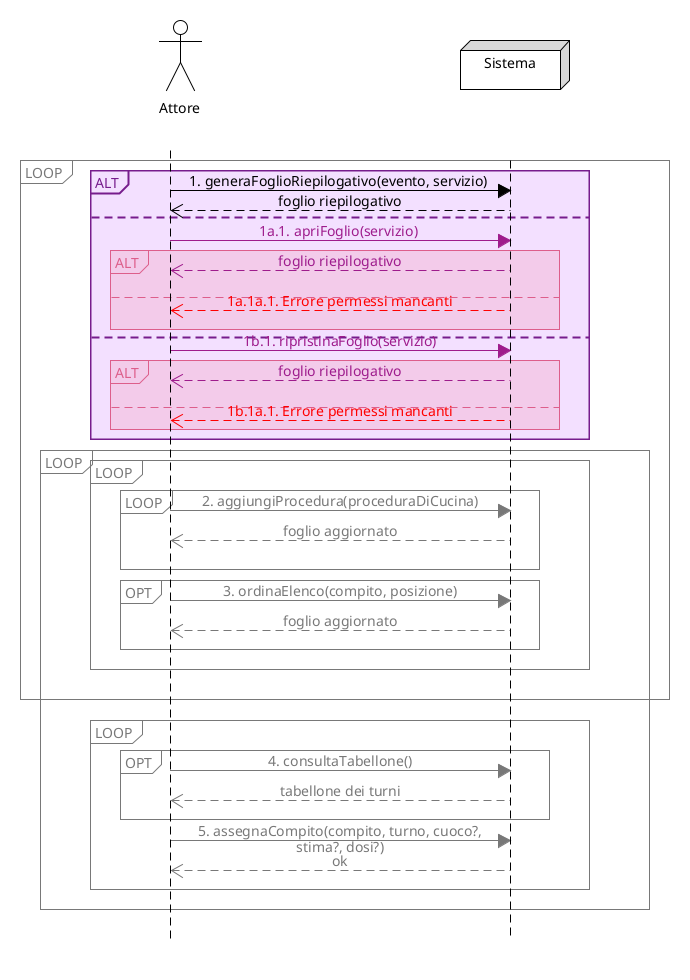 Sistema
Attore
LOOP
ALT
1. generaFoglioRiepilogativo(evento, servizio)
foglio riepilogativo
1a.1. apriFoglio(servizio)
ALT
foglio riepilogativo
1a.1a.1. Errore permessi mancanti
1b.1. ripristinaFoglio(servizio)
ALT
foglio riepilogativo
1b.1a.1. Errore permessi mancanti
LOOP
LOOP
LOOP
2. aggiungiProcedura(proceduraDiCucina)
foglio aggiornato
OPT
3. ordinaElenco(compito, posizione)
foglio aggiornato
LOOP
OPT
4. consultaTabellone()
tabellone dei turni
5. assegnaCompito(compito, turno, cuoco?,
stima?, dosi?)
ok